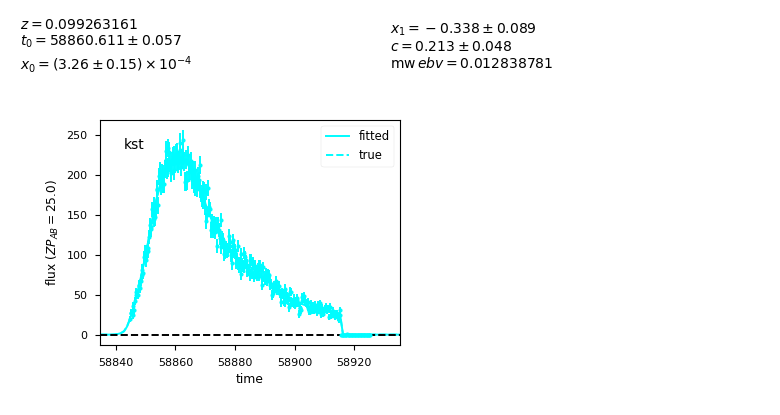 z = 0.099263161
t₀ = 58860.611 ± 0.057
x₀ = (3.26 ± 0.15) × 10⁻⁴
x₁ = −0.338 ± 0.089
c = 0.213 ± 0.048
mw ebv = 0.012838781
kst
fitted
true
flux (ZP_AB = 25.0)
250
200
150
100
50
0
58840 58860 58880 58900 58920
time